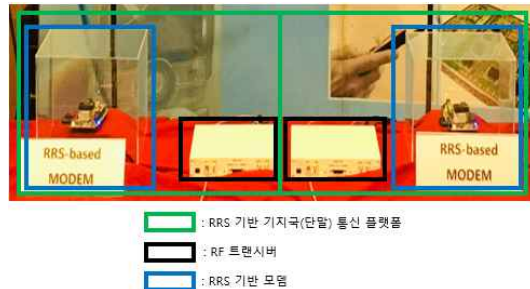 RRS-based
MODEM
RRS-based
MODEM
: RRS 기반 기지국(단말) 통신 플랫폼
: RF 트랜시버
: RRS 기반 모뎀